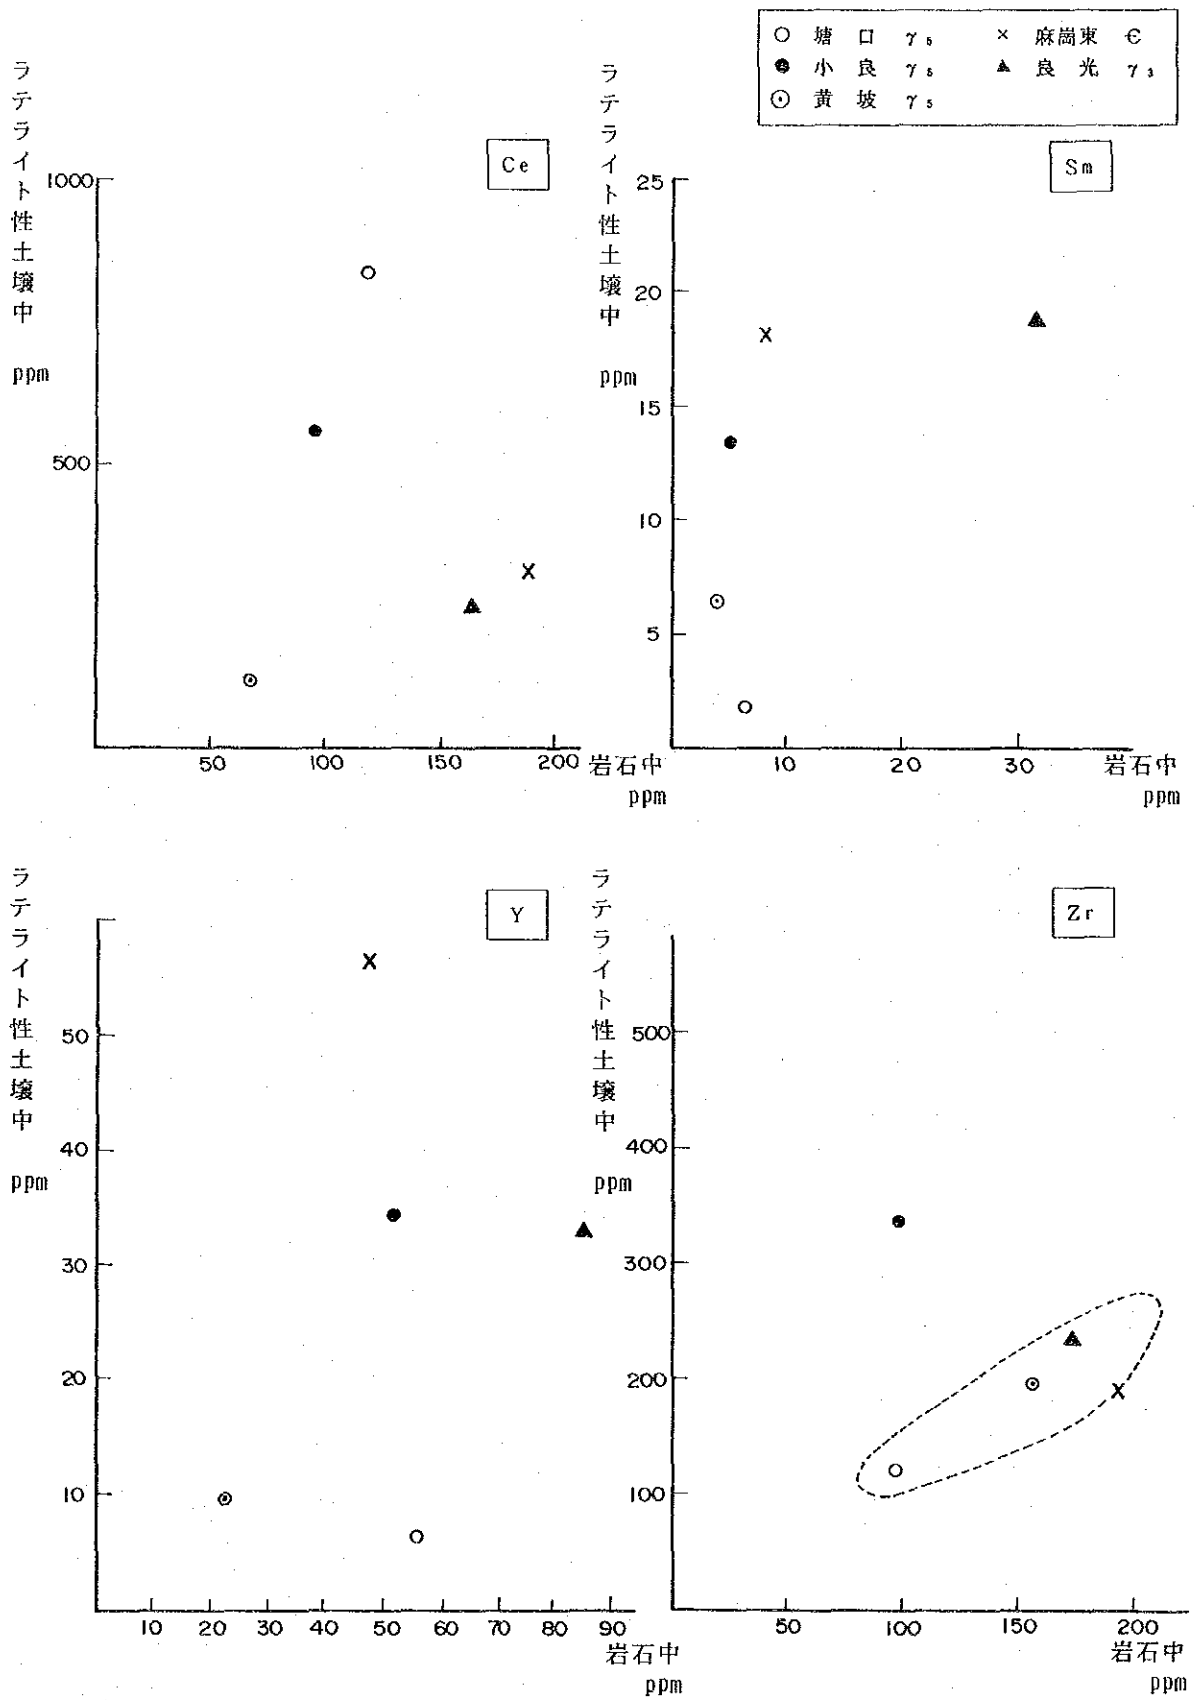 ○ 塘 口 γ₅ × 麻崗東 Є
● 小 良 γ₅ ▲ 良 光 γ₃
⊙ 黄 坡 γ₅
Ce
ラテライト性土壌中
ppm
1000
500
50 100 150 200 岩石中
ppm
Sm
ラテライト性土壌中
ppm
25
20
15
10
5
10 20 30 岩石中
ppm
Y
ラテライト性土壌中
ppm
50
40
30
20
10
10 20 30 40 50 60 70 80 90
岩石中
ppm
Zr
ラテライト性土壌中
ppm
500
400
300
200
100
50 100 150 200
岩石中
ppm